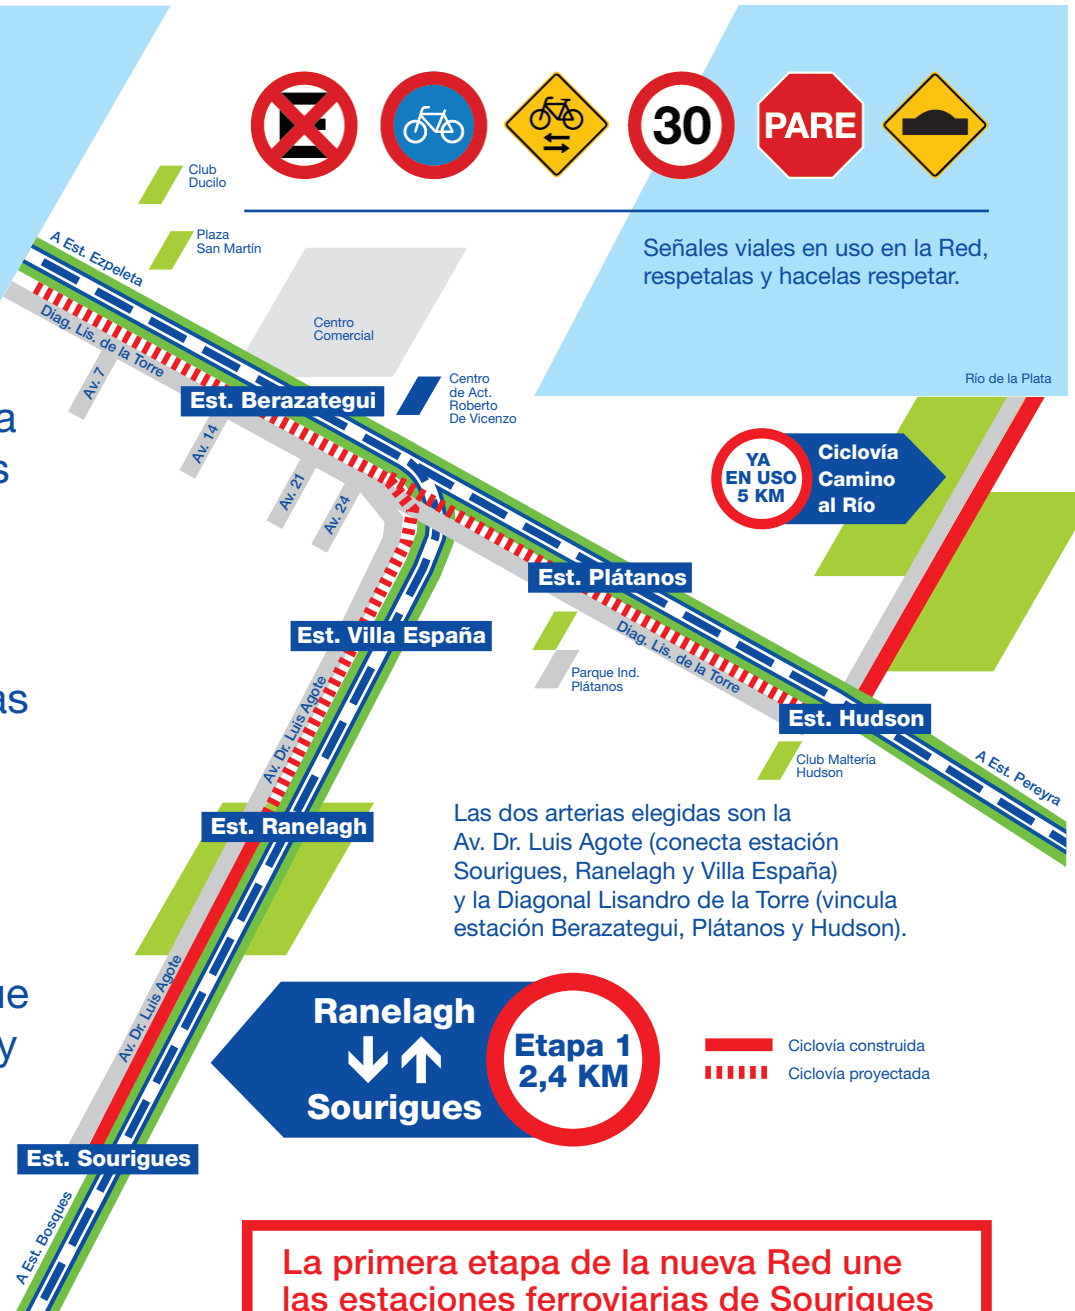 30
PARE
Señales viales en uso en la Red,
respetalas y hacelas respetar.
Club
Ducilo
Plaza
San Martín
A Est. Ezpeleta
Diag. Lis. de la Torre
Centro
Comercial
Av. 7
Est. Berazategui
Centro
de Act.
Roberto
De Vicenzo
Río de la Plata
Av. 14
Av. 21
Av. 24
YA
EN USO
5 KM
Ciclovía
Camino
al Río
a
s
Est. Plátanos
Est. Villa España
Diag. Lis. de la Torre
Parque Ind.
Plátanos
as
Av. Dr. Luis Agote
Est. Hudson
Club Maltería
Hudson
A Est. Pereyra
Est. Ranelagh
Las dos arterias elegidas son la
Av. Dr. Luis Agote (conecta estación
Sourigues, Ranelagh y Villa España)
y la Diagonal Lisandro de la Torre (vincula
estación Berazategui, Plátanos y Hudson).
ue
y
Av. Dr. Luis Agote
Ranelagh
Sourigues
Etapa 1
2,4 KM
Ciclovía construida
Ciclovía proyectada
Est. Sourigues
A Est. Bosques
La primera etapa de la nueva Red une
las estaciones ferroviarias de Sourigues